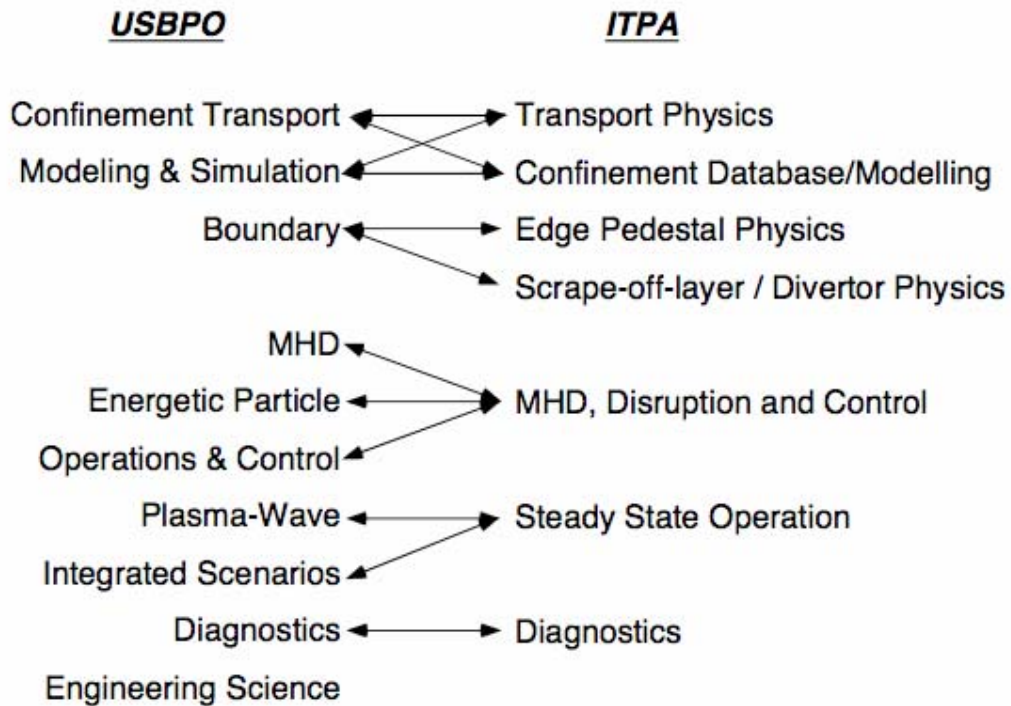 USBPO ITPA
Confinement Transport Transport Physics
Modeling & Simulation Confinement Database/Modelling
Boundary Edge Pedestal Physics
Scrape-off-layer / Divertor Physics
MHD
Energetic Particle MHD, Disruption and Control
Operations & Control
Plasma-Wave Steady State Operation
Integrated Scenarios
Diagnostics Diagnostics
Engineering Science